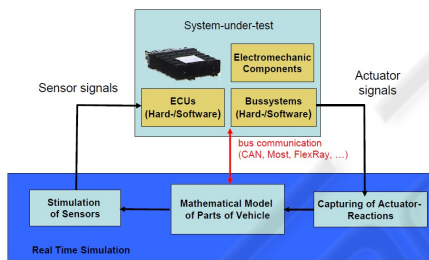 System-under-test
Electromechanic
Components
Sensor signals
Actuator
signals
ECUs
(Hard-/Software)
Bussystems
(Hard-/Software)
bus communication
(CAN, Most, FlexRay, …)
Stimulation
of Sensors
Mathematical Model
of Parts of Vehicle
Capturing of Actuator-
Reactions
Real Time Simulation